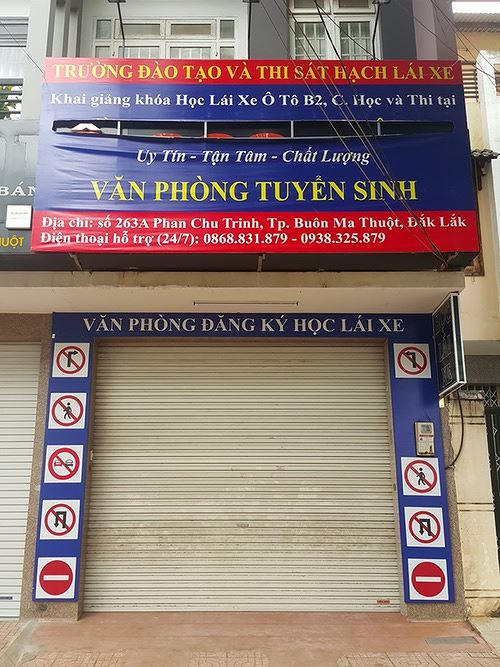 TRƯỜNG ĐÀO TẠO VÀ THI SÁT HẠCH LÁI XE
Khai giảng khóa Học Lái Xe Ô Tô B2, C. Học và Thi tại
Uy Tín - Tận Tâm - Chất Lượng
VĂN PHÒNG TUYỂN SINH
Địa chỉ: số 263A Phan Chu Trinh, Tp. Buôn Ma Thuột, Đắk Lắk
Điện thoại hỗ trợ (24/7): 0868.831.879 - 0938.325.879
BÁN
UỘT
VĂN PHÒNG ĐĂNG KÝ HỌC LÁI XE